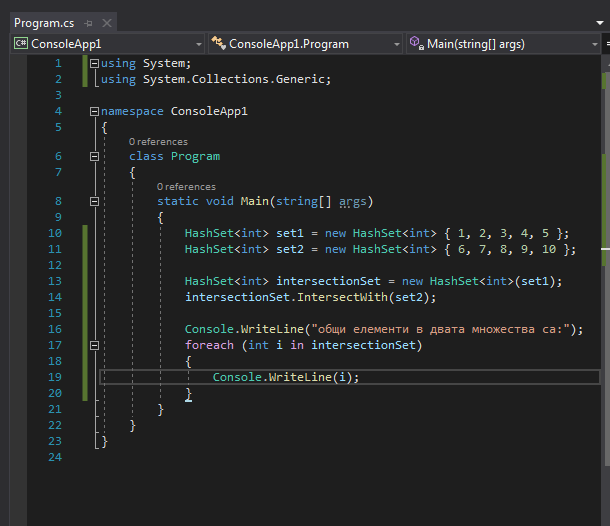 Program.cs
C# ConsoleApp1 ConsoleApp1.Program Main(string[] args)
1 using System;
2 using System.Collections.Generic;
3
4 namespace ConsoleApp1
5 {
0 references
6 class Program
7 {
0 references
8 static void Main(string[] args)
9 {
10 HashSet<int> set1 = new HashSet<int> { 1, 2, 3, 4, 5 };
11 HashSet<int> set2 = new HashSet<int> { 6, 7, 8, 9, 10 };
12
13 HashSet<int> intersectionSet = new HashSet<int>(set1);
14 intersectionSet.IntersectWith(set2);
15
16 Console.WriteLine("общи елементи в двата множества са:");
17 foreach (int i in intersectionSet)
18 {
19 Console.WriteLine(i);
20 }
21 }
22 }
23 }
24